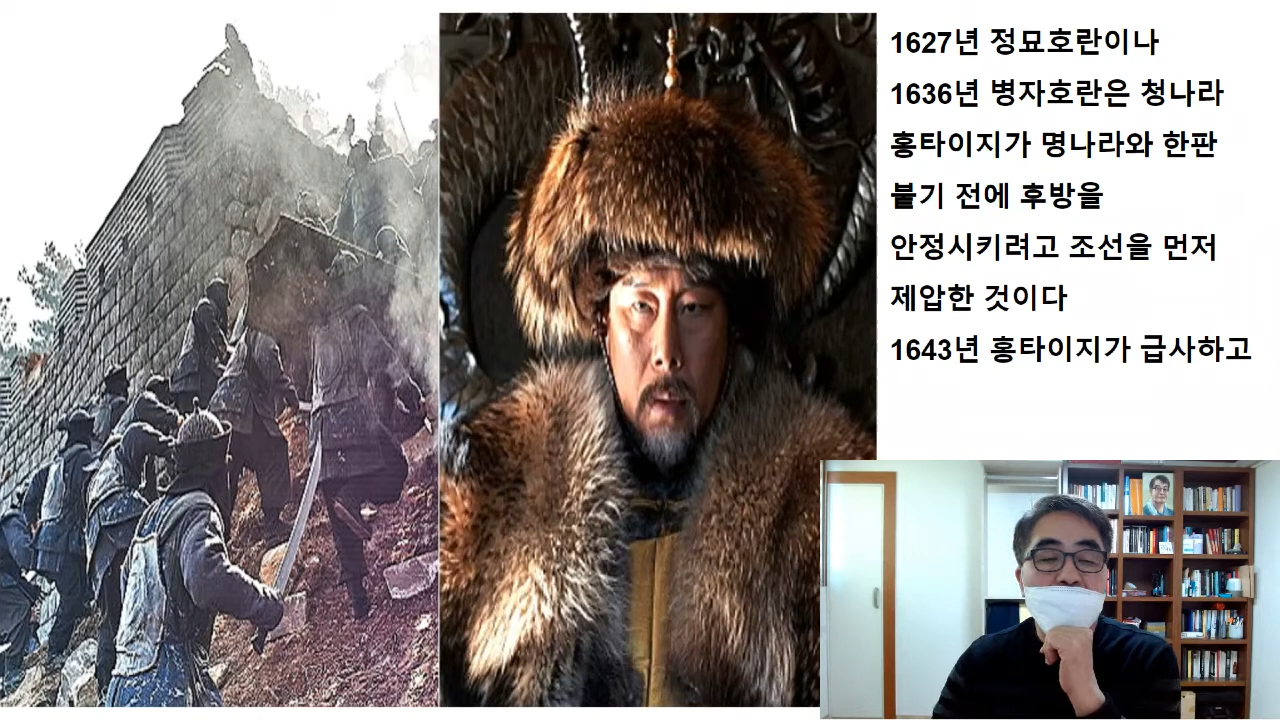 1627년 정묘호란이나
1636년 병자호란은 청나라
홍타이지가 명나라와 한판
붙기 전에 후방을
안정시키려고 조선을 먼저
제압한 것이다
1643년 홍타이지가 급사하고